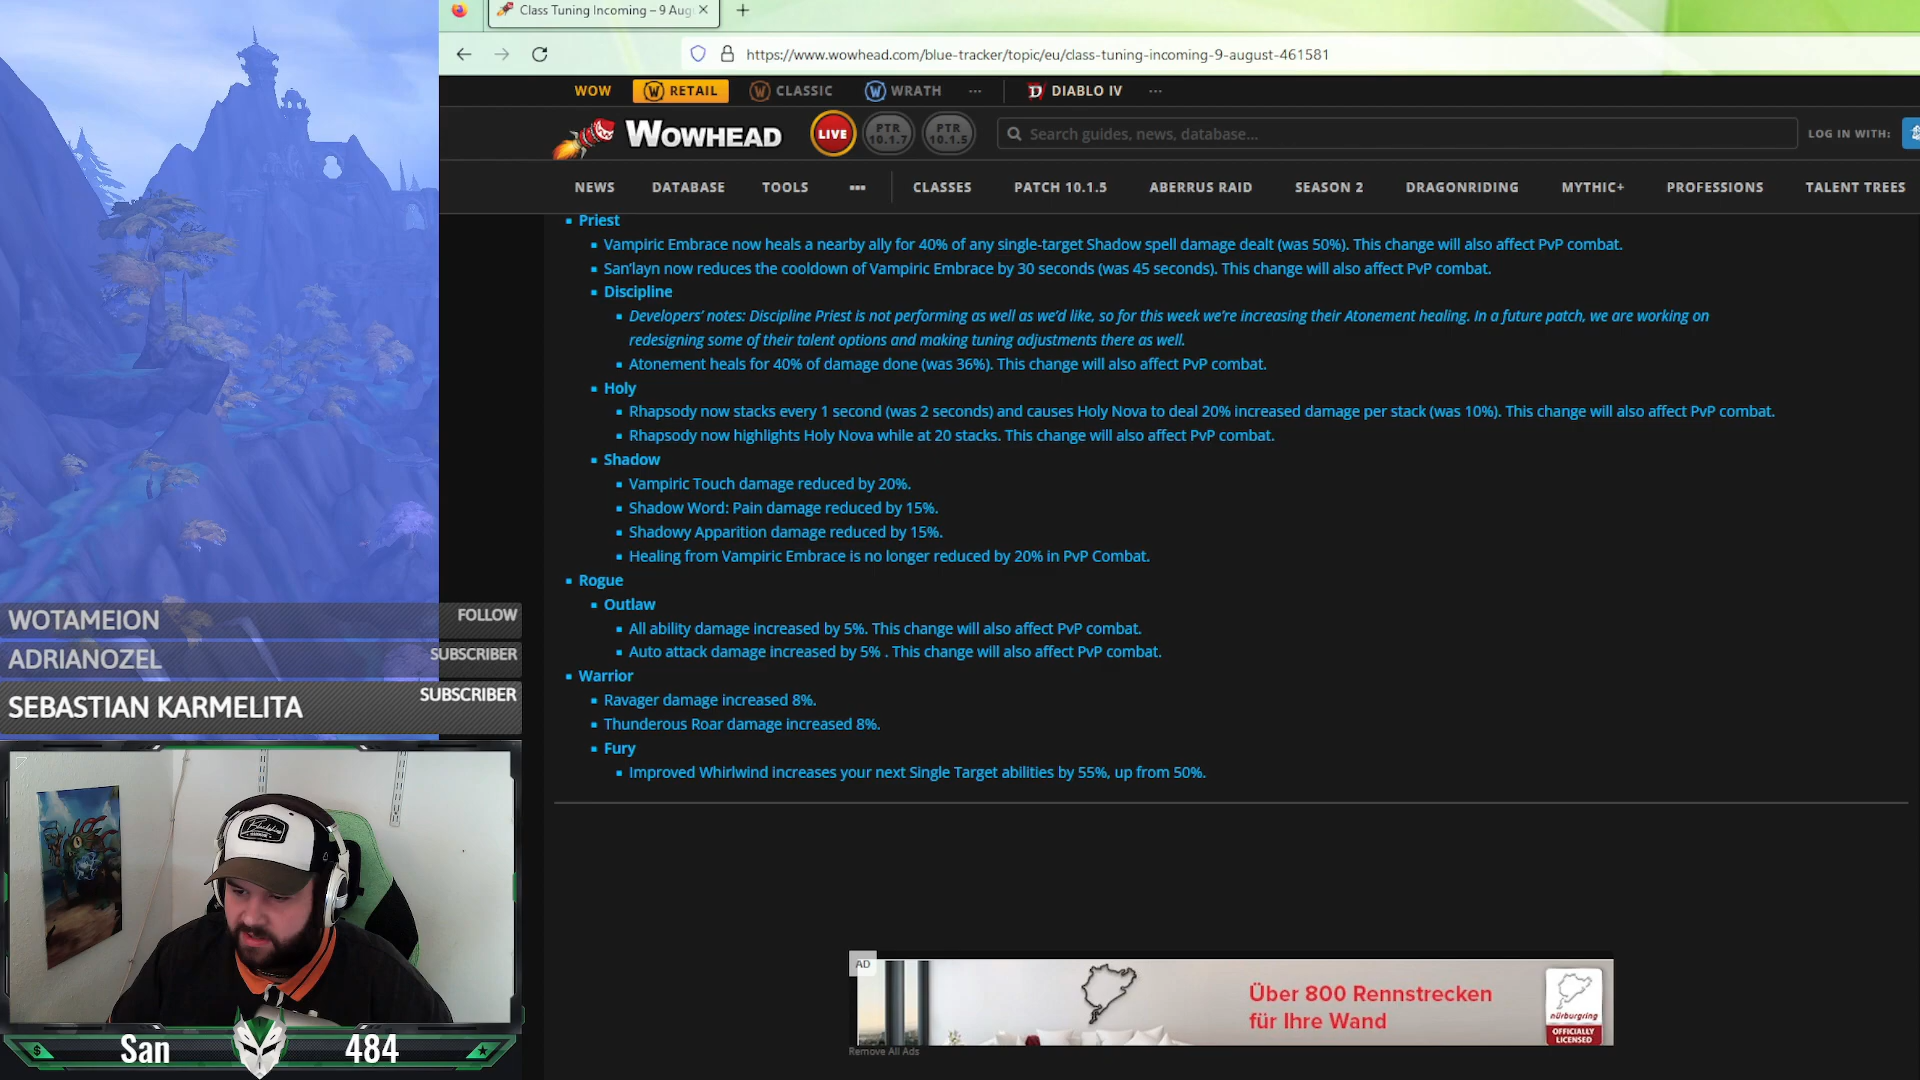 Class Tuning Incoming – 9 Aug
https://www.wowhead.com/blue-tracker/topic/eu/class-tuning-incoming-9-august-461581
WOW RETAIL CLASSIC WRATH ... DIABLO IV ...
WOWHEAD LIVE PTR 10.1.7 PTR 10.1.5 Search guides, news, database... LOG IN WITH:
NEWS DATABASE TOOLS ... CLASSES PATCH 10.1.5 ABERRUS RAID SEASON 2 DRAGONRIDING MYTHIC+ PROFESSIONS TALENT TREES
Priest
Vampiric Embrace now heals a nearby ally for 40% of any single-target Shadow spell damage dealt (was 50%). This change will also affect PvP combat.
San'layn now reduces the cooldown of Vampiric Embrace by 30 seconds (was 45 seconds). This change will also affect PvP combat.
Discipline
Developers' notes: Discipline Priest is not performing as well as we'd like, so for this week we're increasing their Atonement healing. In a future patch, we are working on
redesigning some of their talent options and making tuning adjustments there as well.
Atonement heals for 40% of damage done (was 36%). This change will also affect PvP combat.
Holy
Rhapsody now stacks every 1 second (was 2 seconds) and causes Holy Nova to deal 20% increased damage per stack (was 10%). This change will also affect PvP combat.
Rhapsody now highlights Holy Nova while at 20 stacks. This change will also affect PvP combat.
Shadow
Vampiric Touch damage reduced by 20%.
Shadow Word: Pain damage reduced by 15%.
Shadowy Apparition damage reduced by 15%.
Healing from Vampiric Embrace is no longer reduced by 20% in PvP Combat.
Rogue
Outlaw
All ability damage increased by 5%. This change will also affect PvP combat.
Auto attack damage increased by 5% . This change will also affect PvP combat.
Warrior
Ravager damage increased 8%.
Thunderous Roar damage increased 8%.
Fury
Improved Whirlwind increases your next Single Target abilities by 55%, up from 50%.
WOTAMEION FOLLOW
ADRIANOZEL SUBSCRIBER
SEBASTIAN KARMELITA SUBSCRIBER
San 484
AD
Über 800 Rennstrecken
für Ihre Wand
nürburgring
OFFICIALLY
LICENSED
Remove All Ads